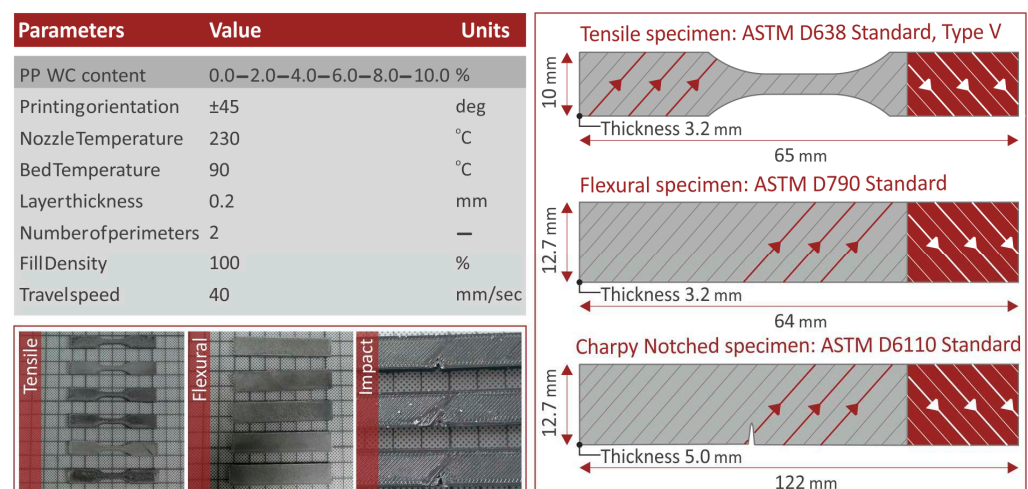 Parameters Value Units
PP WC content 0.0–2.0–4.0–6.0–8.0–10.0 %
Printingorientation ±45 deg
NozzleTemperature 230 °C
BedTemperature 90 °C
Layerthickness 0.2 mm
Numberofperimeters 2 –
FillDensity 100 %
Travelspeed 40 mm/sec
Tensile
Flexural
Impact
Tensile specimen: ASTM D638 Standard, Type V
10 mm
Thickness 3.2 mm
65 mm
Flexural specimen: ASTM D790 Standard
12.7 mm
Thickness 3.2 mm
64 mm
Charpy Notched specimen: ASTM D6110 Standard
12.7 mm
Thickness 5.0 mm
122 mm